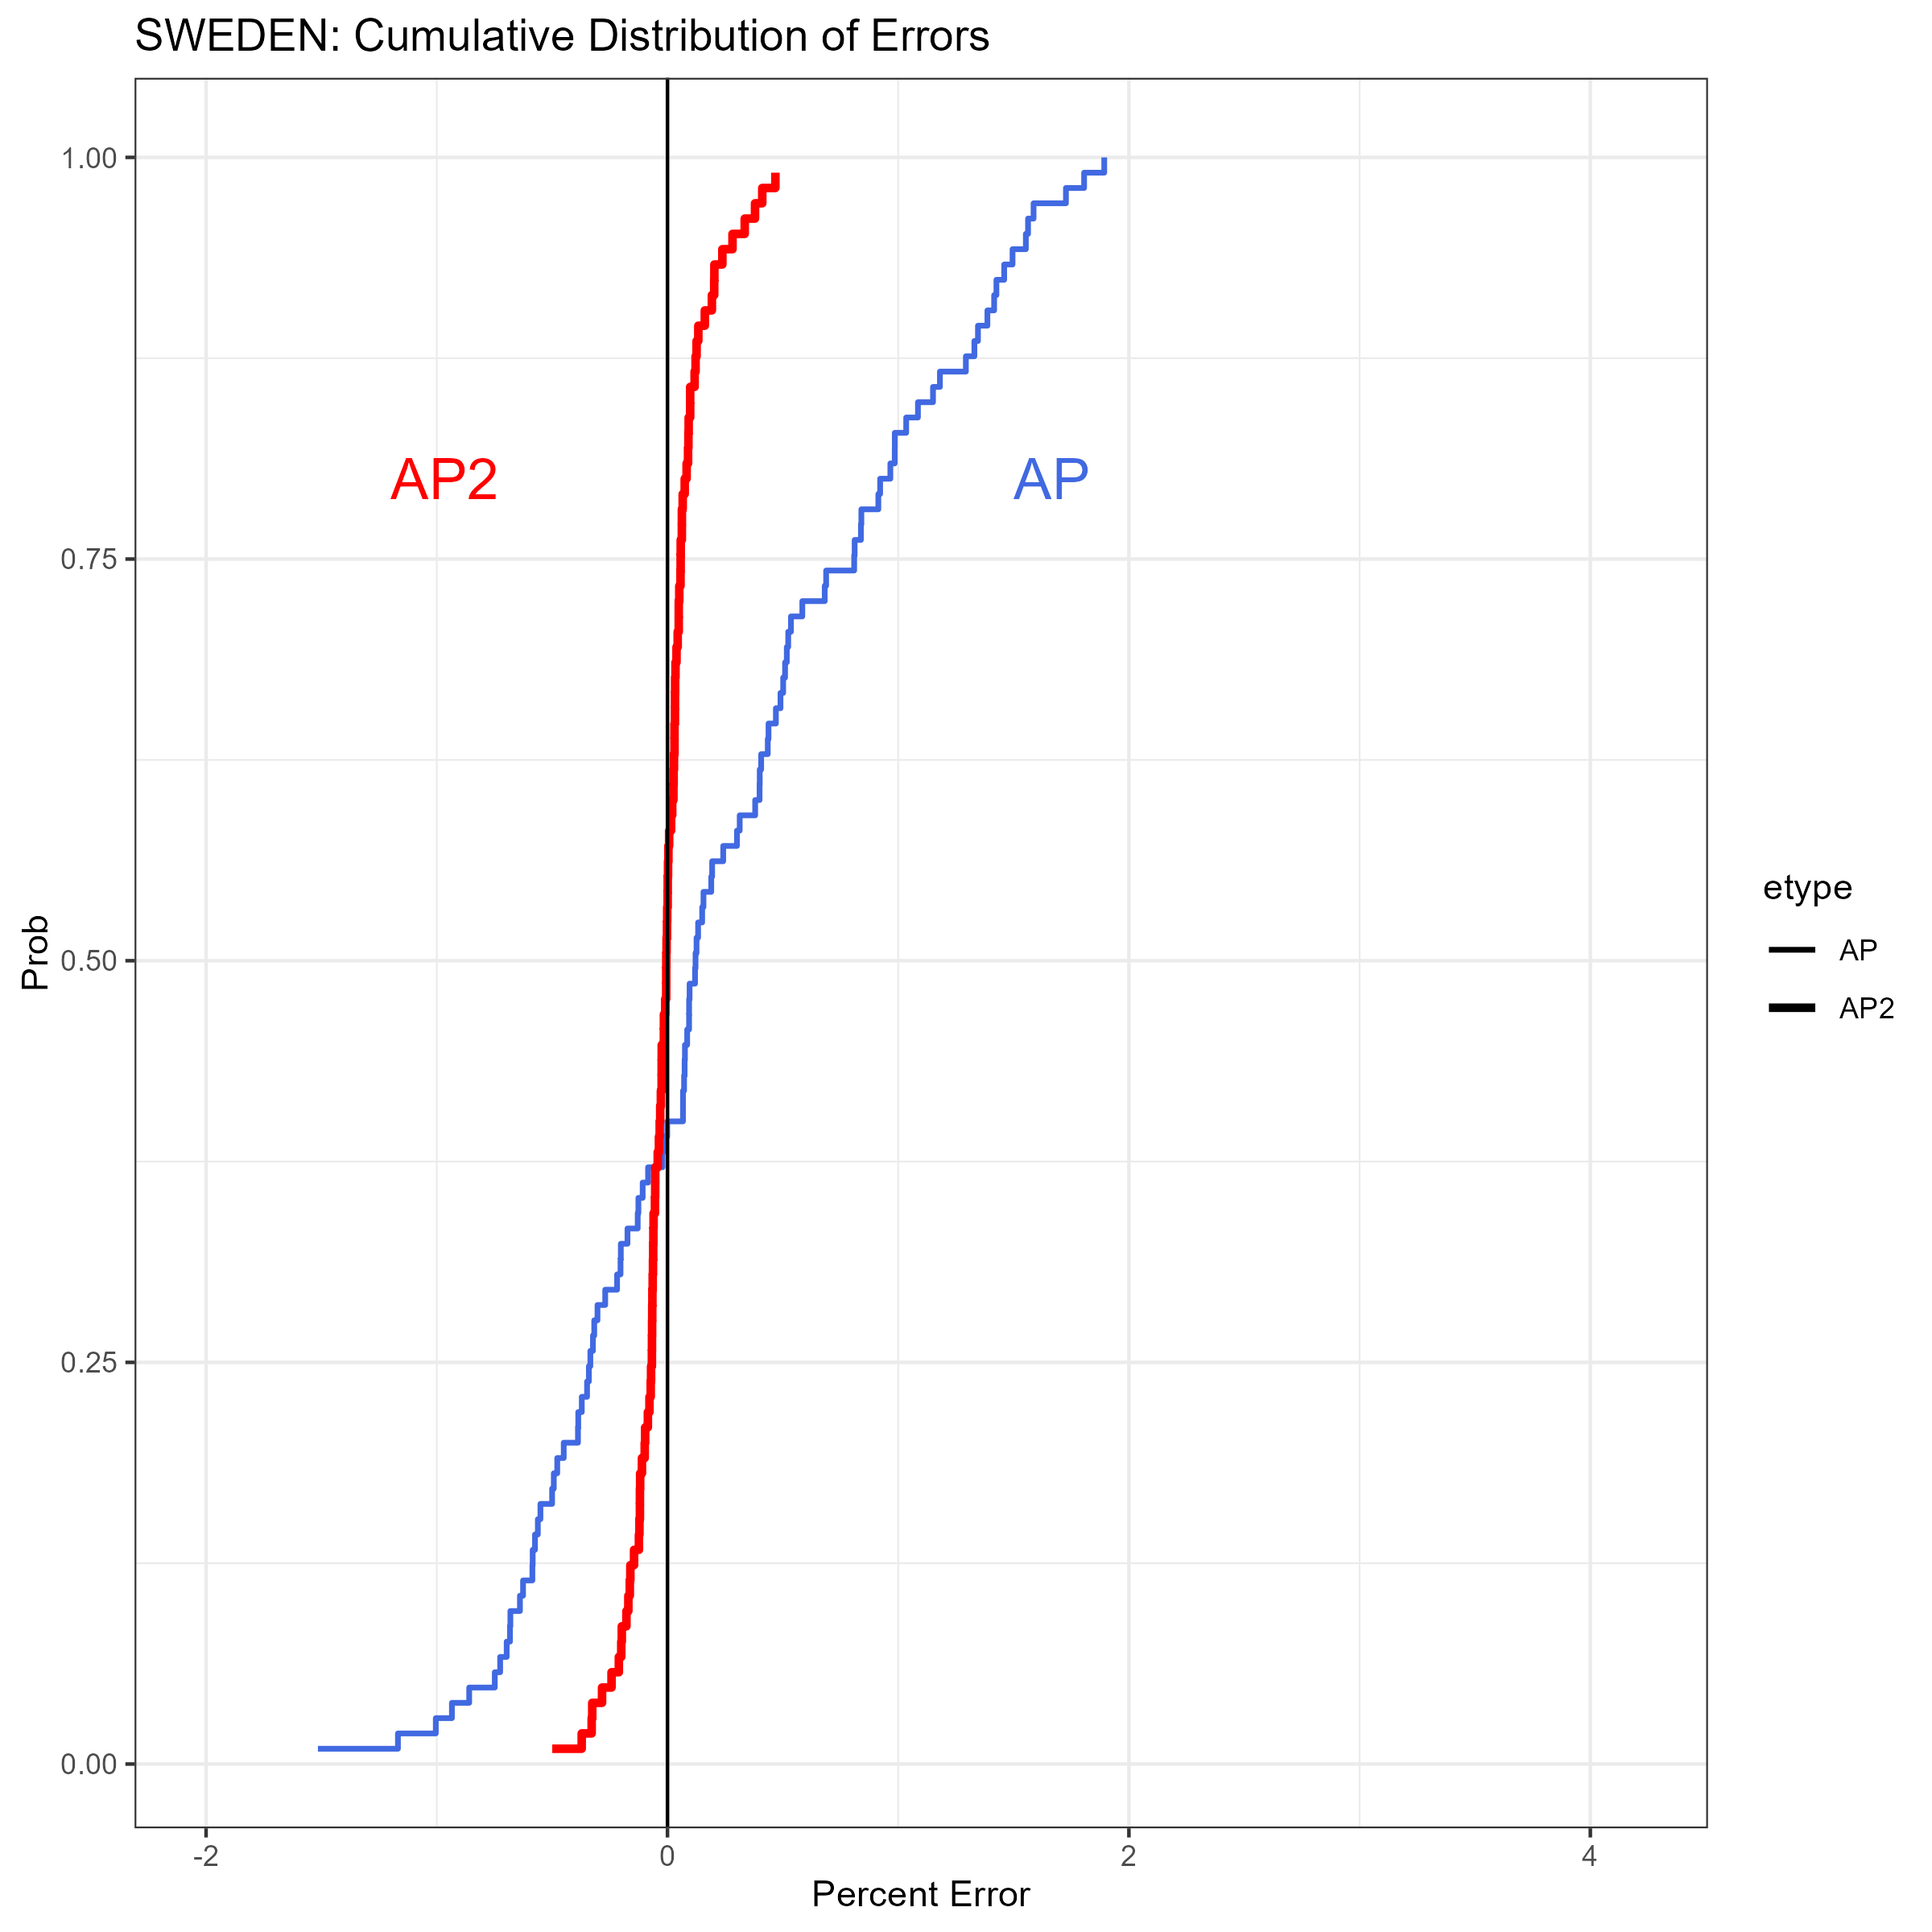 SWEDEN: Cumulative Distribution of Errors
1.00
0.75
0.50
0.25
0.00
Prob
AP2
AP
-2
0
2
4
Percent Error
etype
AP
AP2